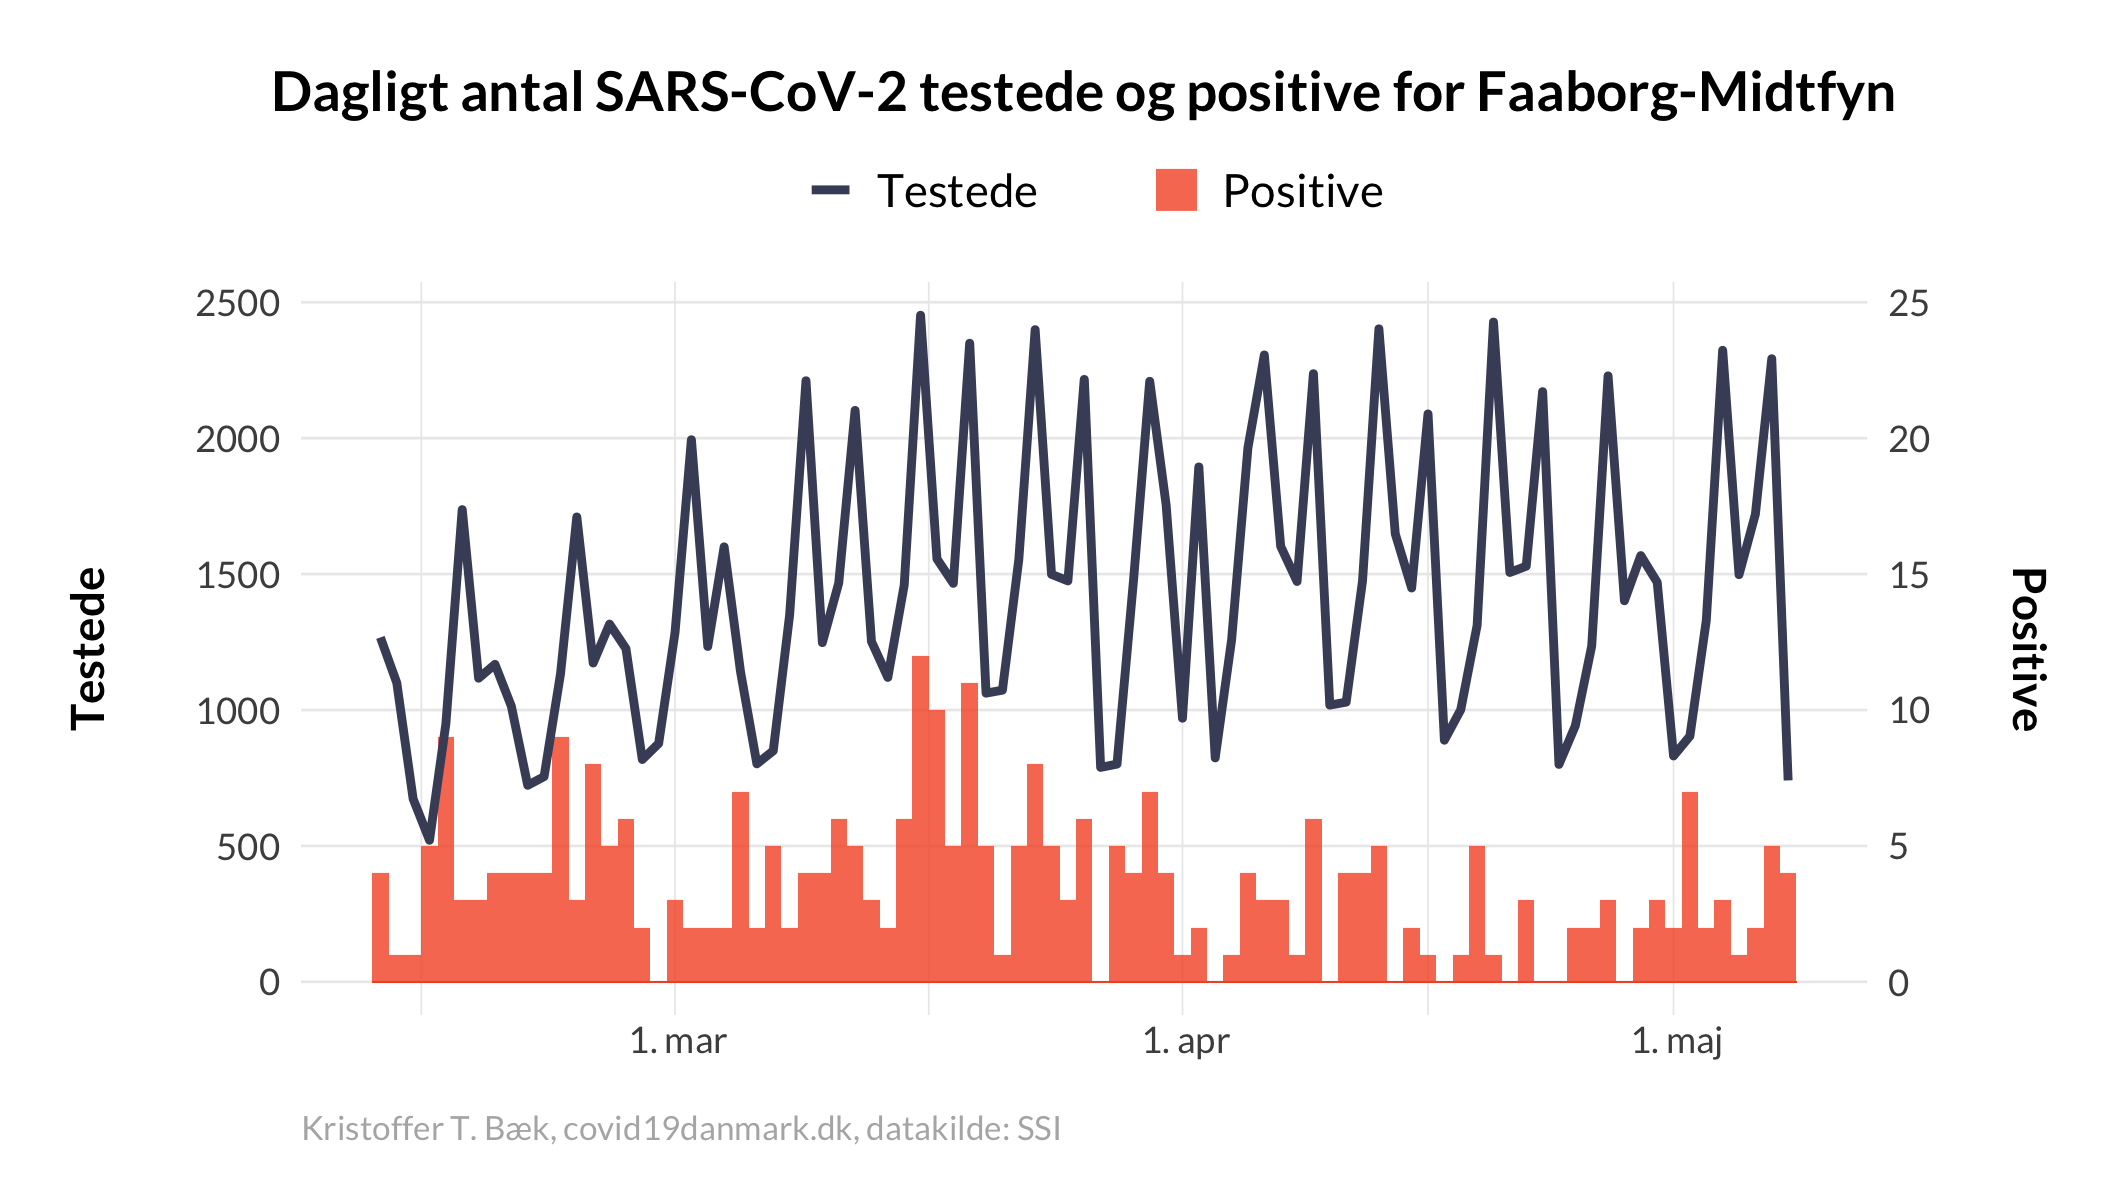 Dagligt antal SARS-CoV-2 testede og positive for Faaborg-Midtfyn
Testede Positive
2500 25
2000 20
1500 15
1000 10
500 5
0 0
Testede
Positive
1. mar 1. apr 1. maj
Kristoffer T. Bæk, covid19danmark.dk, datakilde: SSI